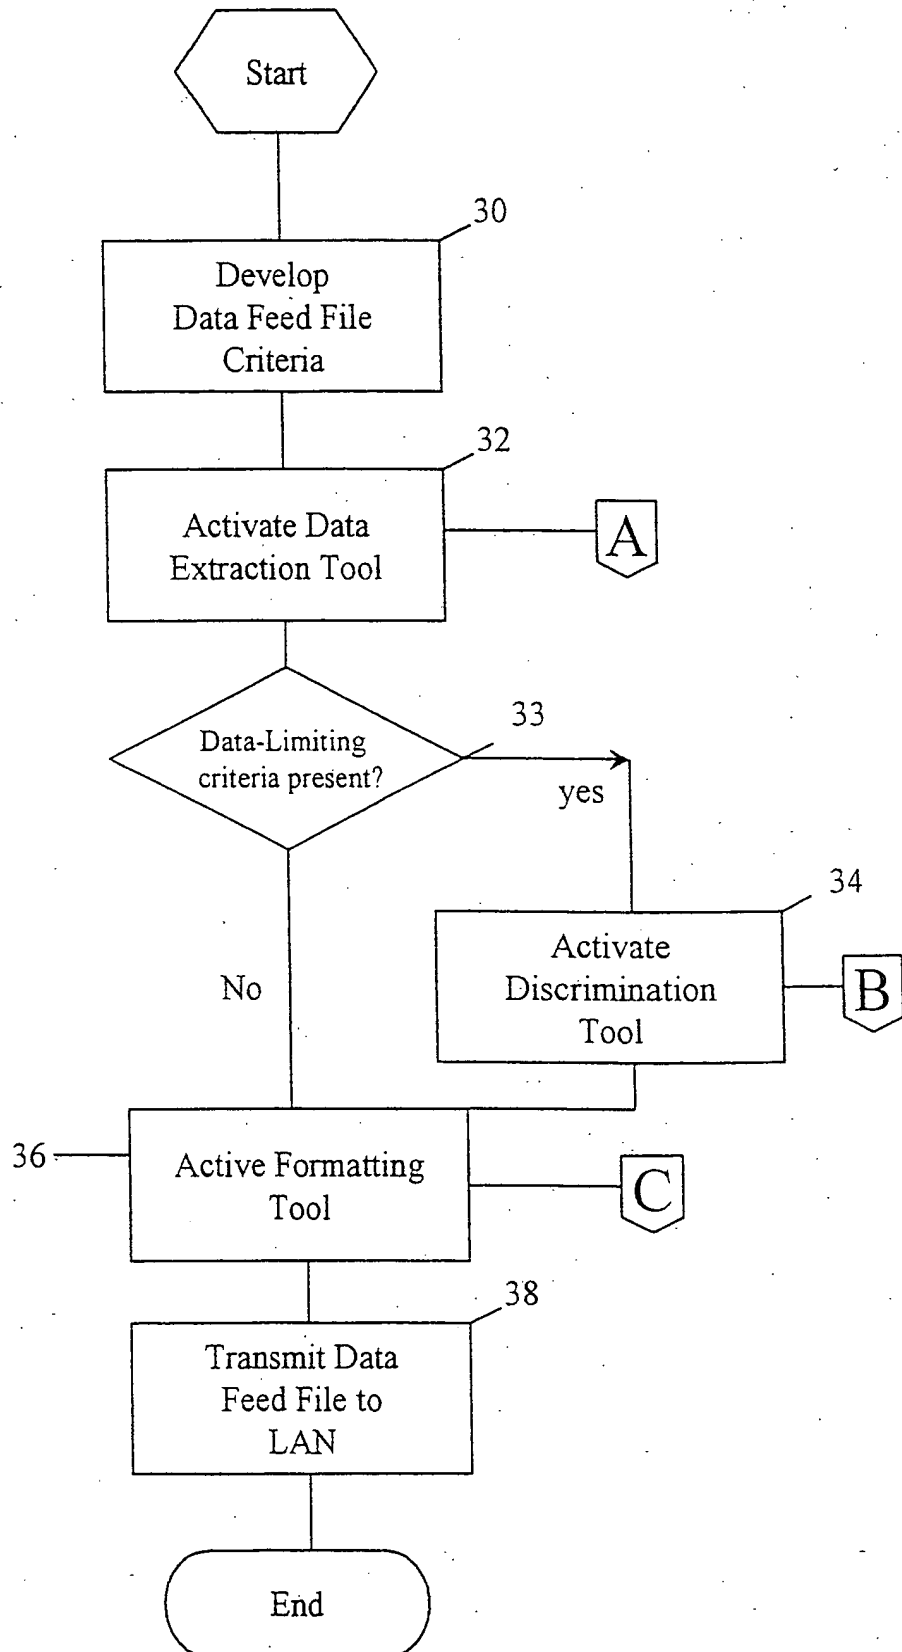 Start
30
Develop
Data Feed File
Criteria
32
Activate Data
Extraction Tool
A
33
Data-Limiting
criteria present?
yes
34
Activate
Discrimination
Tool
B
No
36
Active Formatting
Tool
C
38
Transmit Data
Feed File to
LAN
End